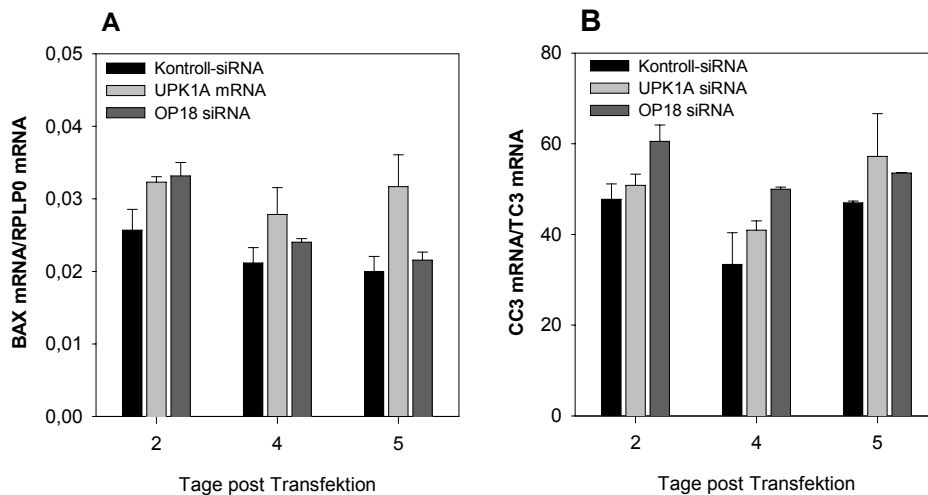 A
BAX mRNA/RPLP0 mRNA
0,05
0,04
0,03
0,02
0,01
0,00
Kontroll-siRNA
UPK1A mRNA
OP18 siRNA
2
4
5
Tage post Transfektion
B
CC3 mRNA/TC3 mRNA
80
60
40
20
0
Kontroll-siRNA
UPK1A siRNA
OP18 siRNA
2
4
5
Tage post Transfektion